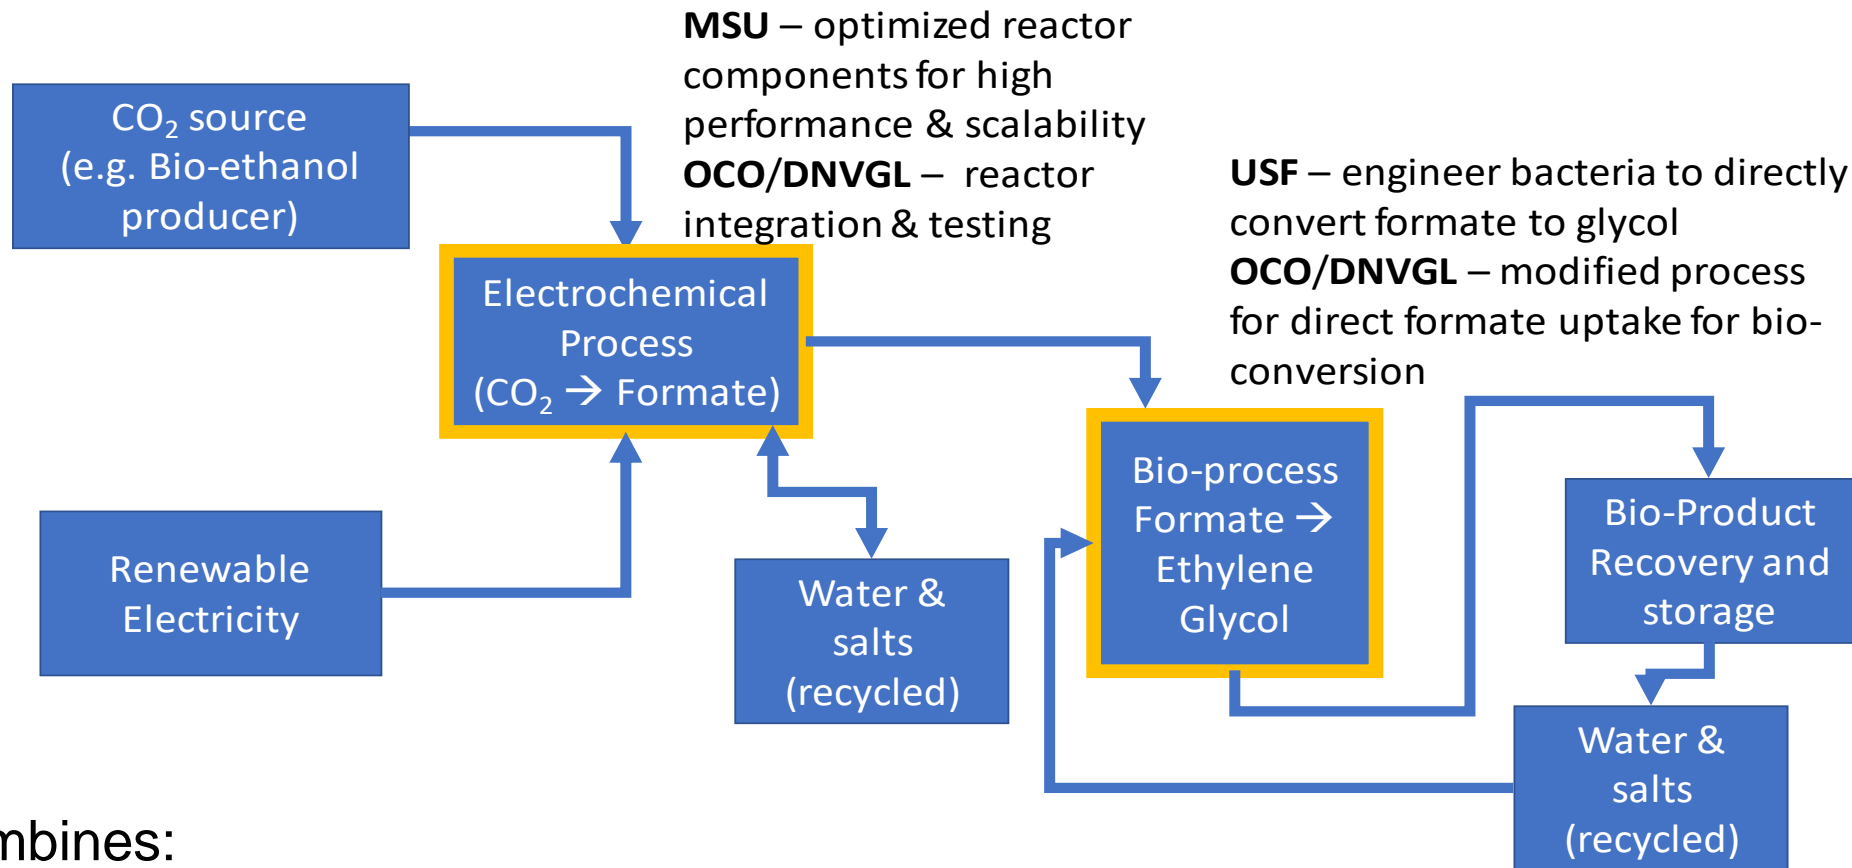 MSU – optimized reactor
components for high
performance & scalability
OCO/DNVGL – reactor
integration & testing
CO₂ source
(e.g. Bio-ethanol
producer)
USF – engineer bacteria to directly
convert formate to glycol
OCO/DNVGL – modified process
for direct formate uptake for bio-
conversion
Electrochemical
Process
(CO₂ → Formate)
Bio-process
Formate →
Ethylene
Glycol
Bio-Product
Recovery and
storage
Renewable
Electricity
Water &
salts
(recycled)
Water &
salts
(recycled)
mbines: